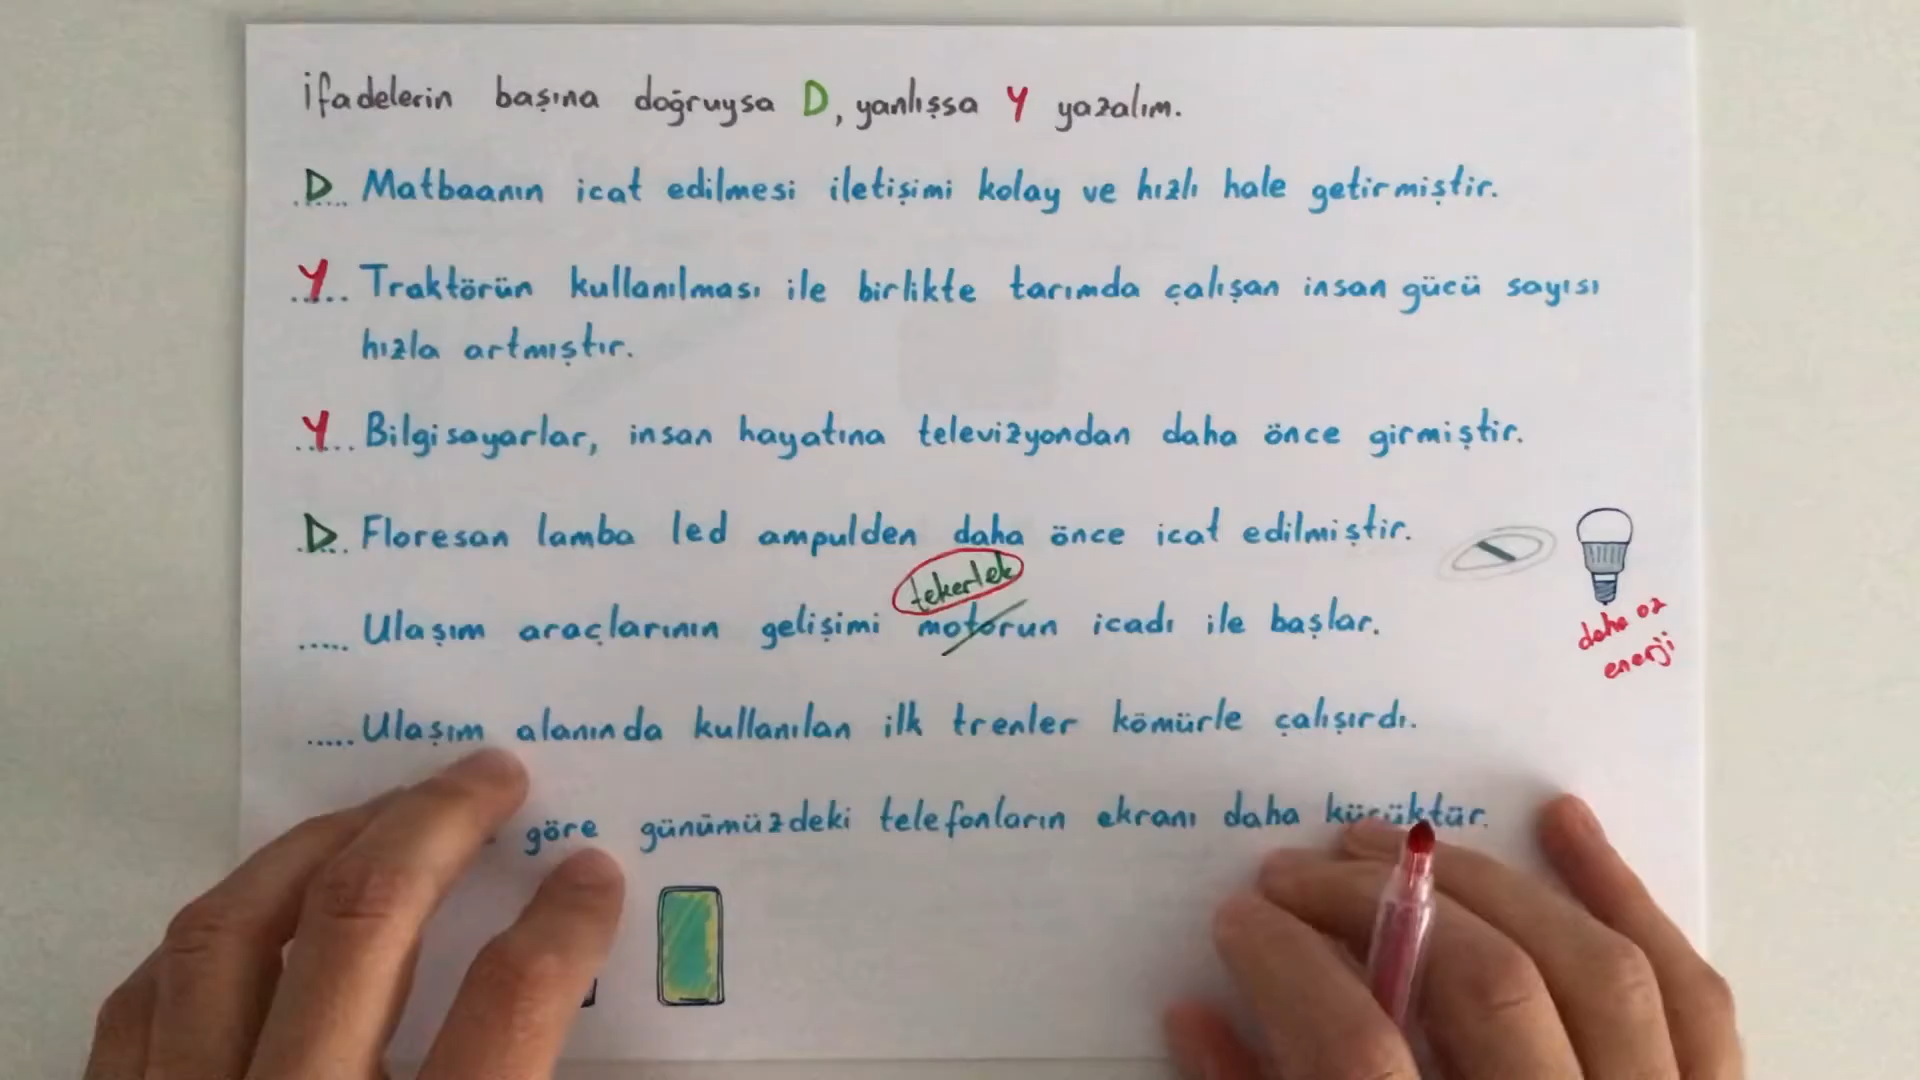 İfadelerin başına doğruysa D, yanlışsa Y yazalım.
.D... Matbaanın icat edilmesi iletişimi kolay ve hızlı hale getirmiştir.
..Y.. Traktörün kullanılması ile birlikte tarımda çalışan insan gücü sayısı
hızla artmıştır.
..Y.. Bilgisayarlar, insan hayatına televizyondan daha önce girmiştir.
..D.. Floresan lamba led ampulden daha önce icat edilmiştir.
tekerlek
..... Ulaşım araçlarının gelişimi motorun icadı ile başlar.
daha az
enerji
..... Ulaşım alanında kullanılan ilk trenler kömürle çalışırdı.
göre günümüzdeki telefonların ekranı daha küçüktür.